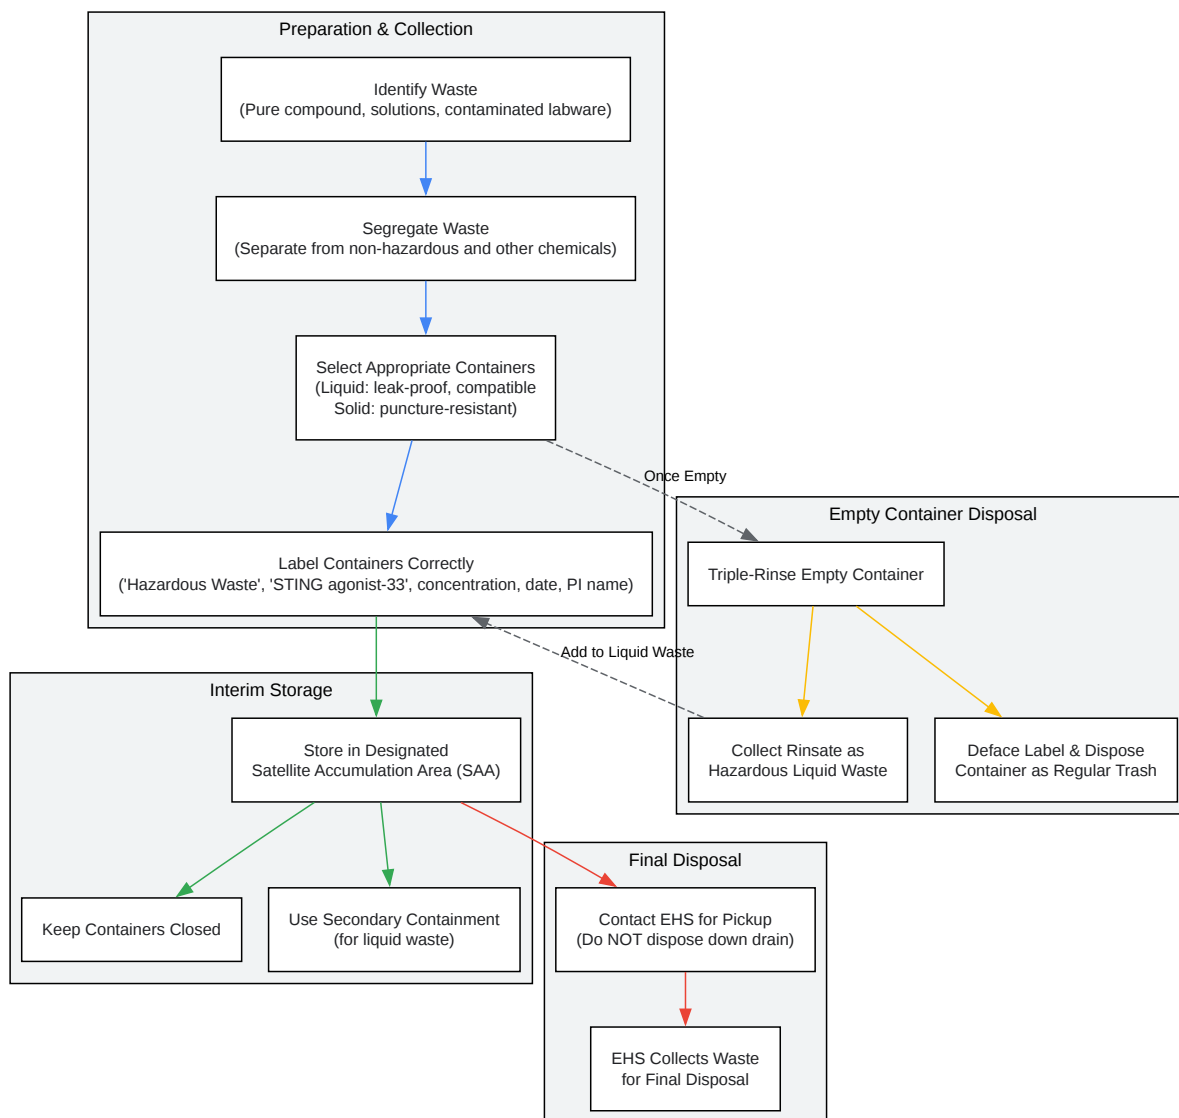 Preparation & Collection
Identify Waste
(Pure compound, solutions, contaminated labware)
Segregate Waste
(Separate from non-hazardous and other chemicals)
Select Appropriate Containers
(Liquid: leak-proof, compatible
Solid: puncture-resistant)
Label Containers Correctly
('Hazardous Waste', 'STING agonist-33', concentration, date, PI name)
Once Empty
Empty Container Disposal
Triple-Rinse Empty Container
Add to Liquid Waste
Collect Rinsate as
Hazardous Liquid Waste
Deface Label & Dispose
Container as Regular Trash
Interim Storage
Store in Designated
Satellite Accumulation Area (SAA)
Keep Containers Closed
Use Secondary Containment
(for liquid waste)
Final Disposal
Contact EHS for Pickup
(Do NOT dispose down drain)
EHS Collects Waste
for Final Disposal